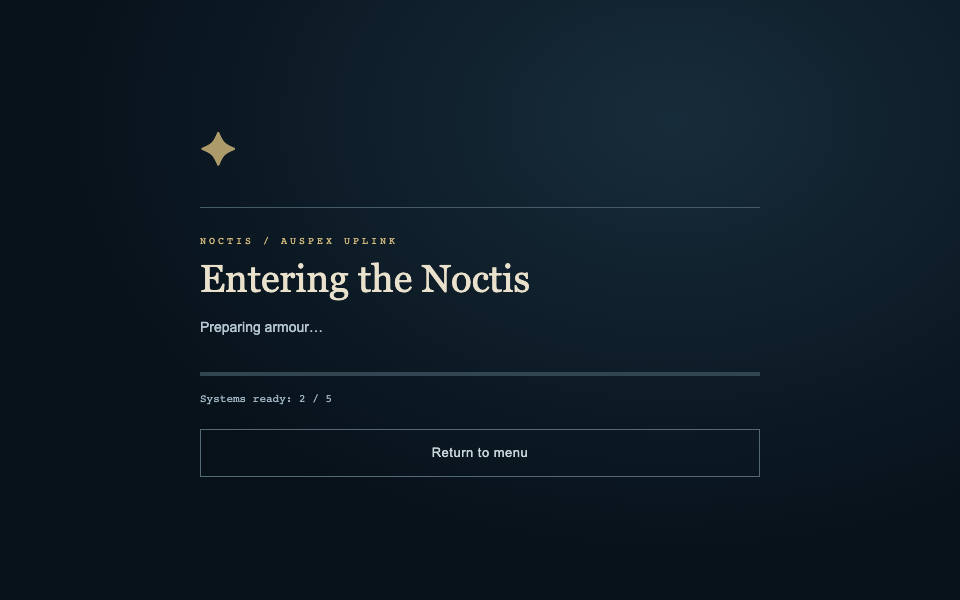 NOCTIS / AUSPEX UPLINK
Entering the Noctis
Preparing armour…
Systems ready: 2 / 5
Return to menu